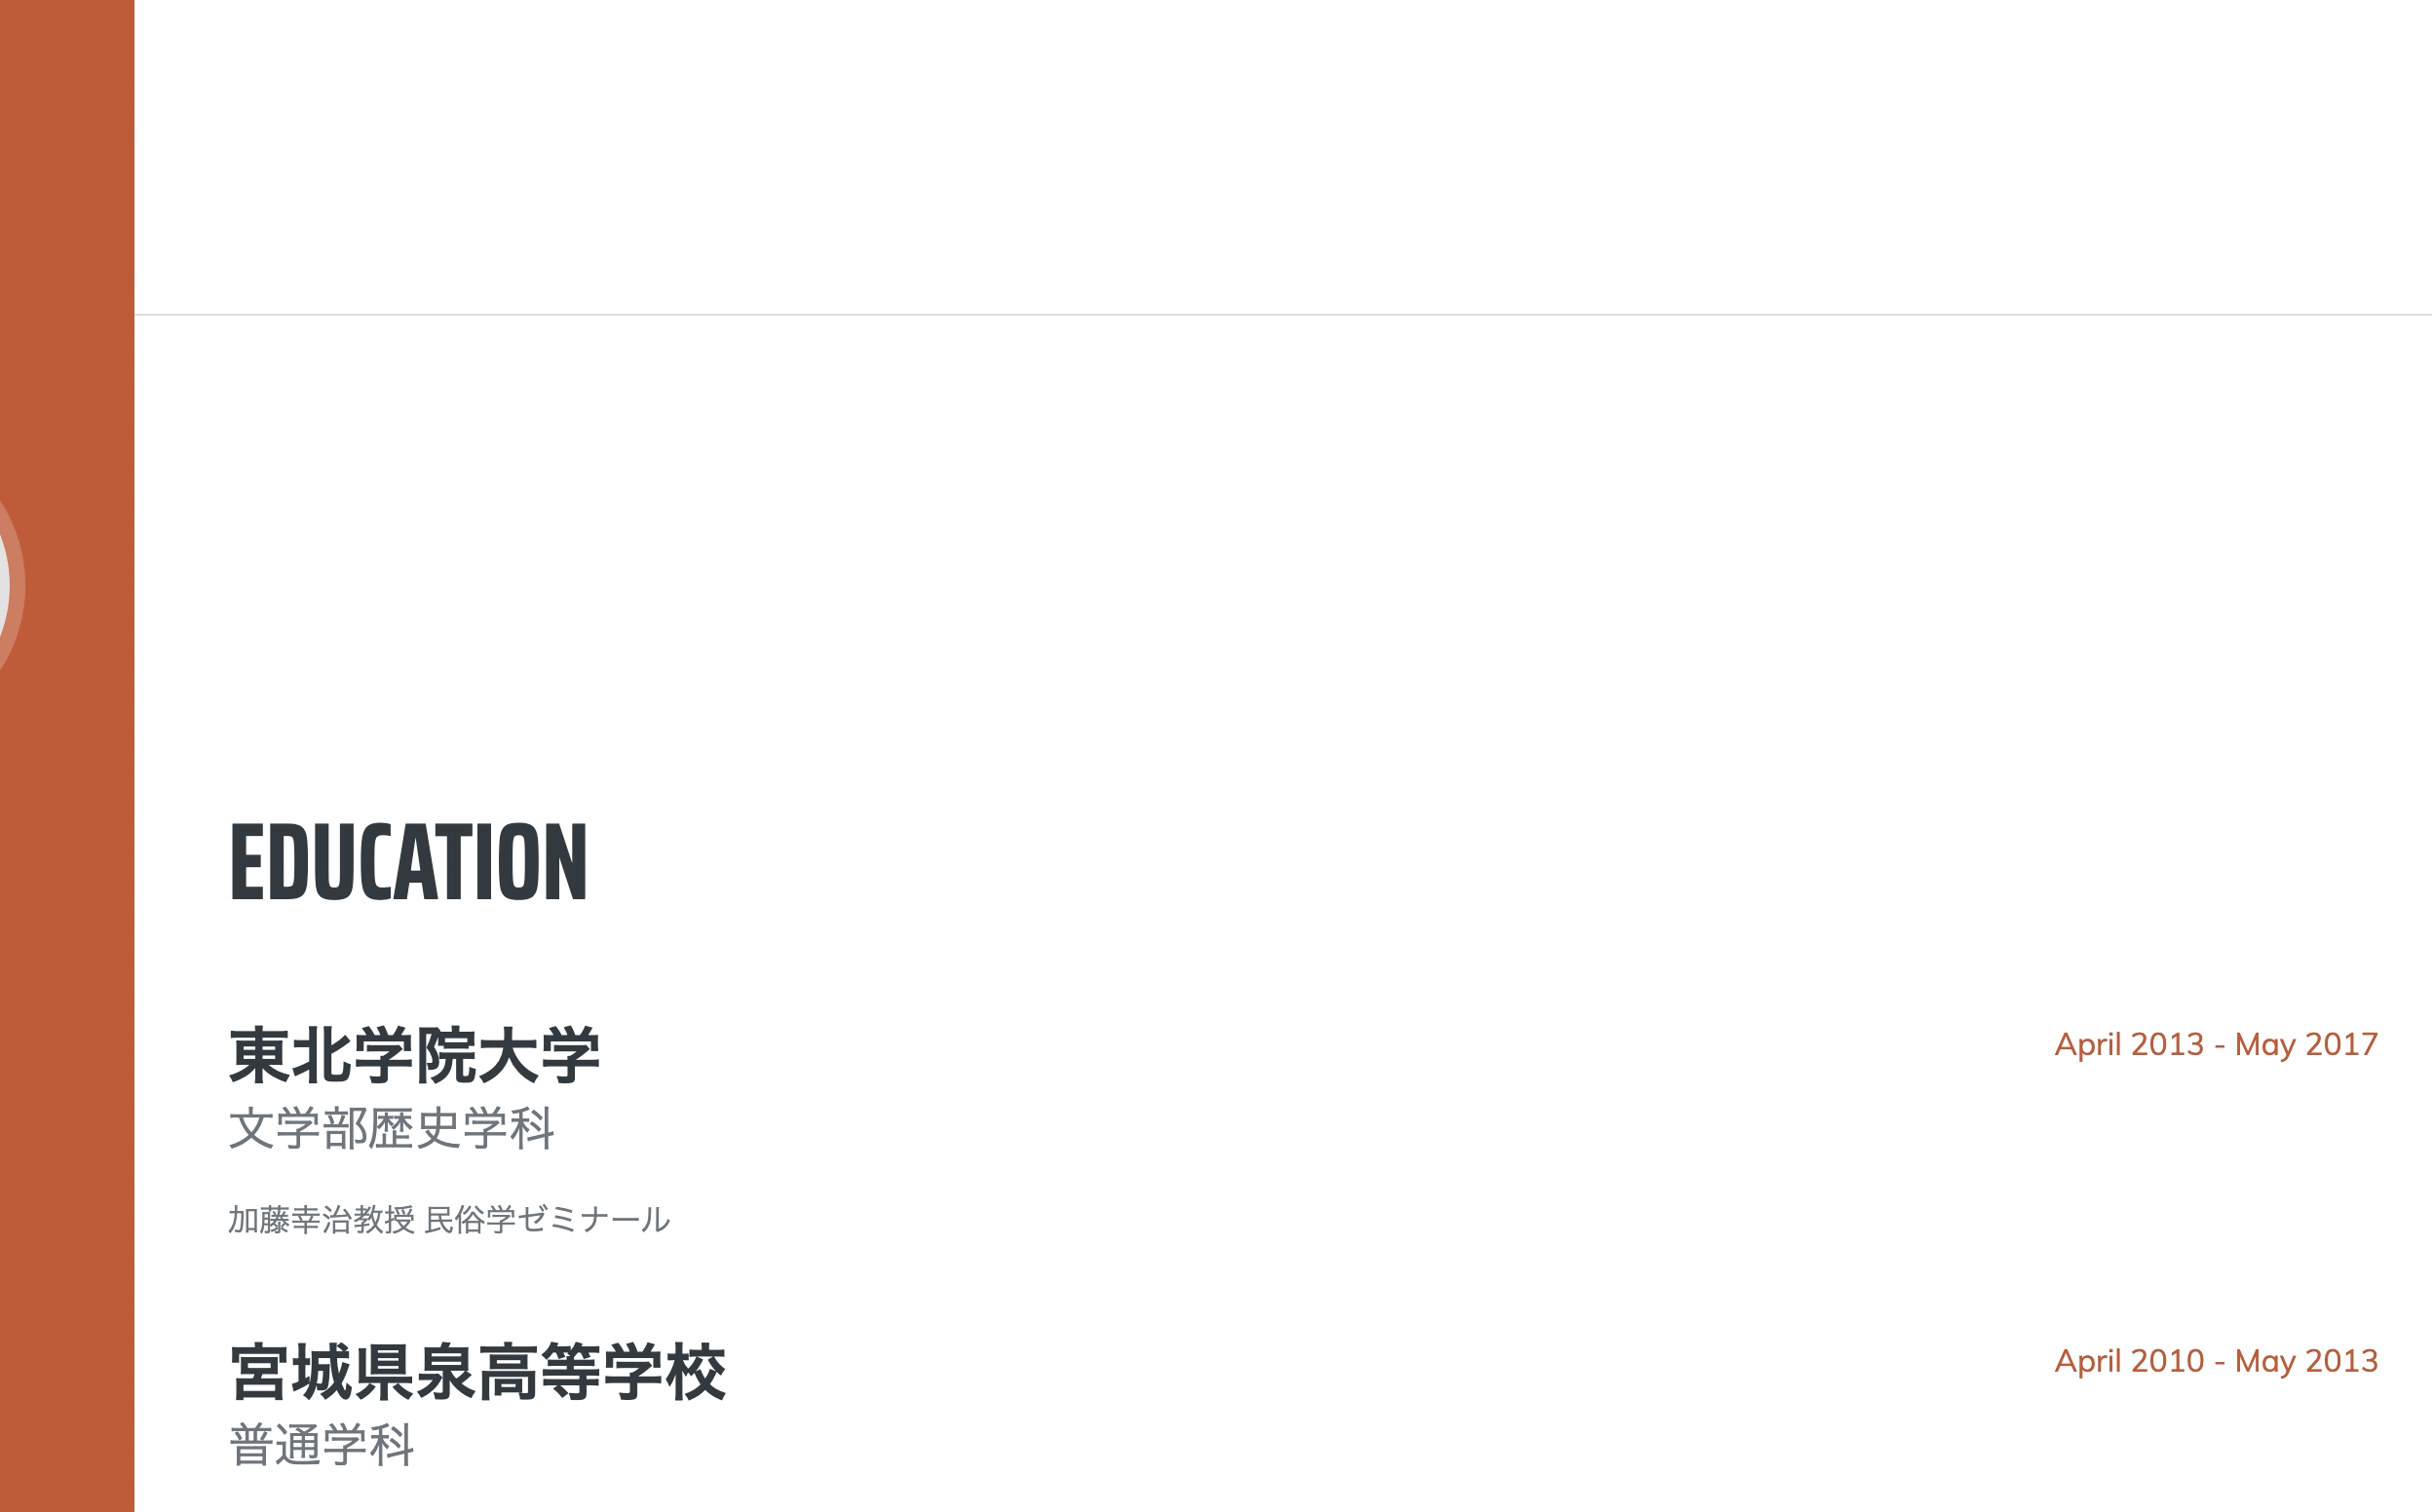 EDUCATION
東北学院大学
April 2013 - May 2017
文学部歴史学科
加藤幸治教授 民俗学ゼミナール
宮城県泉高等学校
April 2010 - May 2013
普通学科